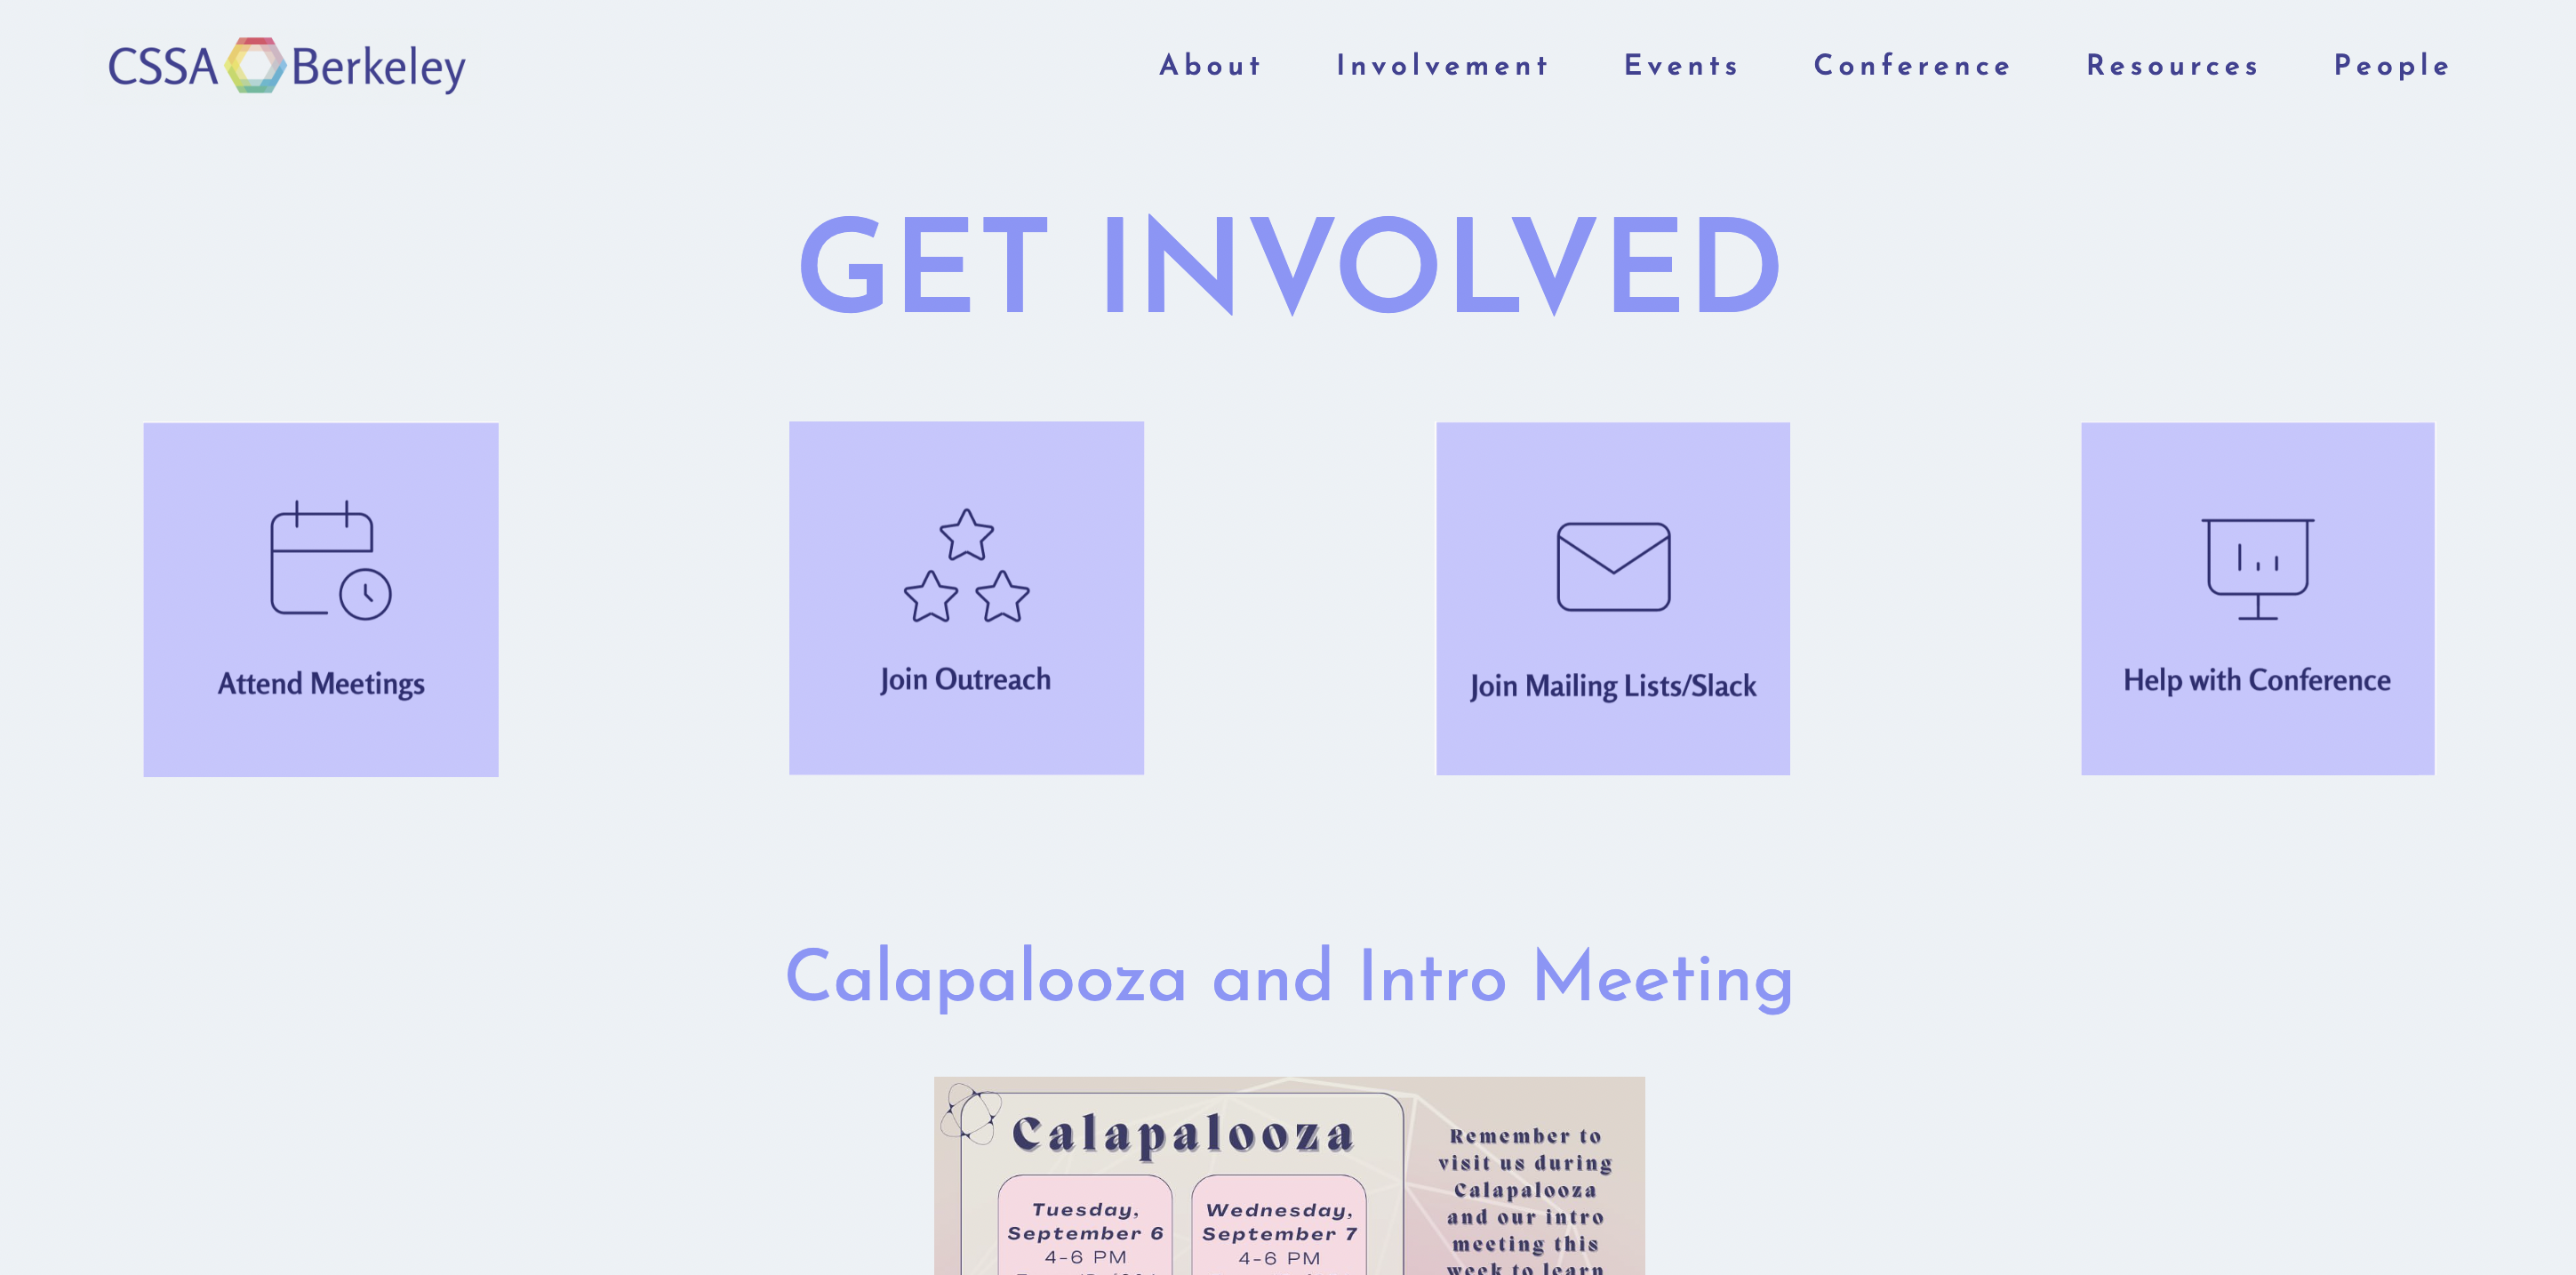 CSSA Berkeley
About Involvement Events Conference Resources People
GET INVOLVED
Attend Meetings
Join Outreach
Join Mailing Lists/Slack
Help with Conference
Calapalooza and Intro Meeting
Calapalooza
Tuesday,
September 6
4-6 PM
Wednesday,
September 7
4-6 PM
Remember to
visit us during
Calapalooza
and our intro
meeting this
week to learn